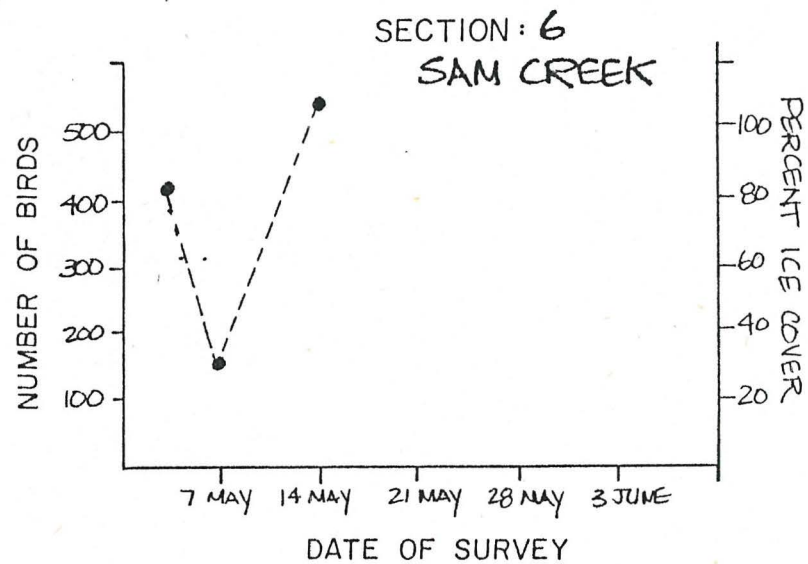 SECTION: 6
SAM CREEK
NUMBER OF BIRDS
500
400
300
200
100
100
80
60
40
20
PERCENT ICE COVER
7 MAY 14 MAY 21 MAY 28 MAY 3 JUNE
DATE OF SURVEY